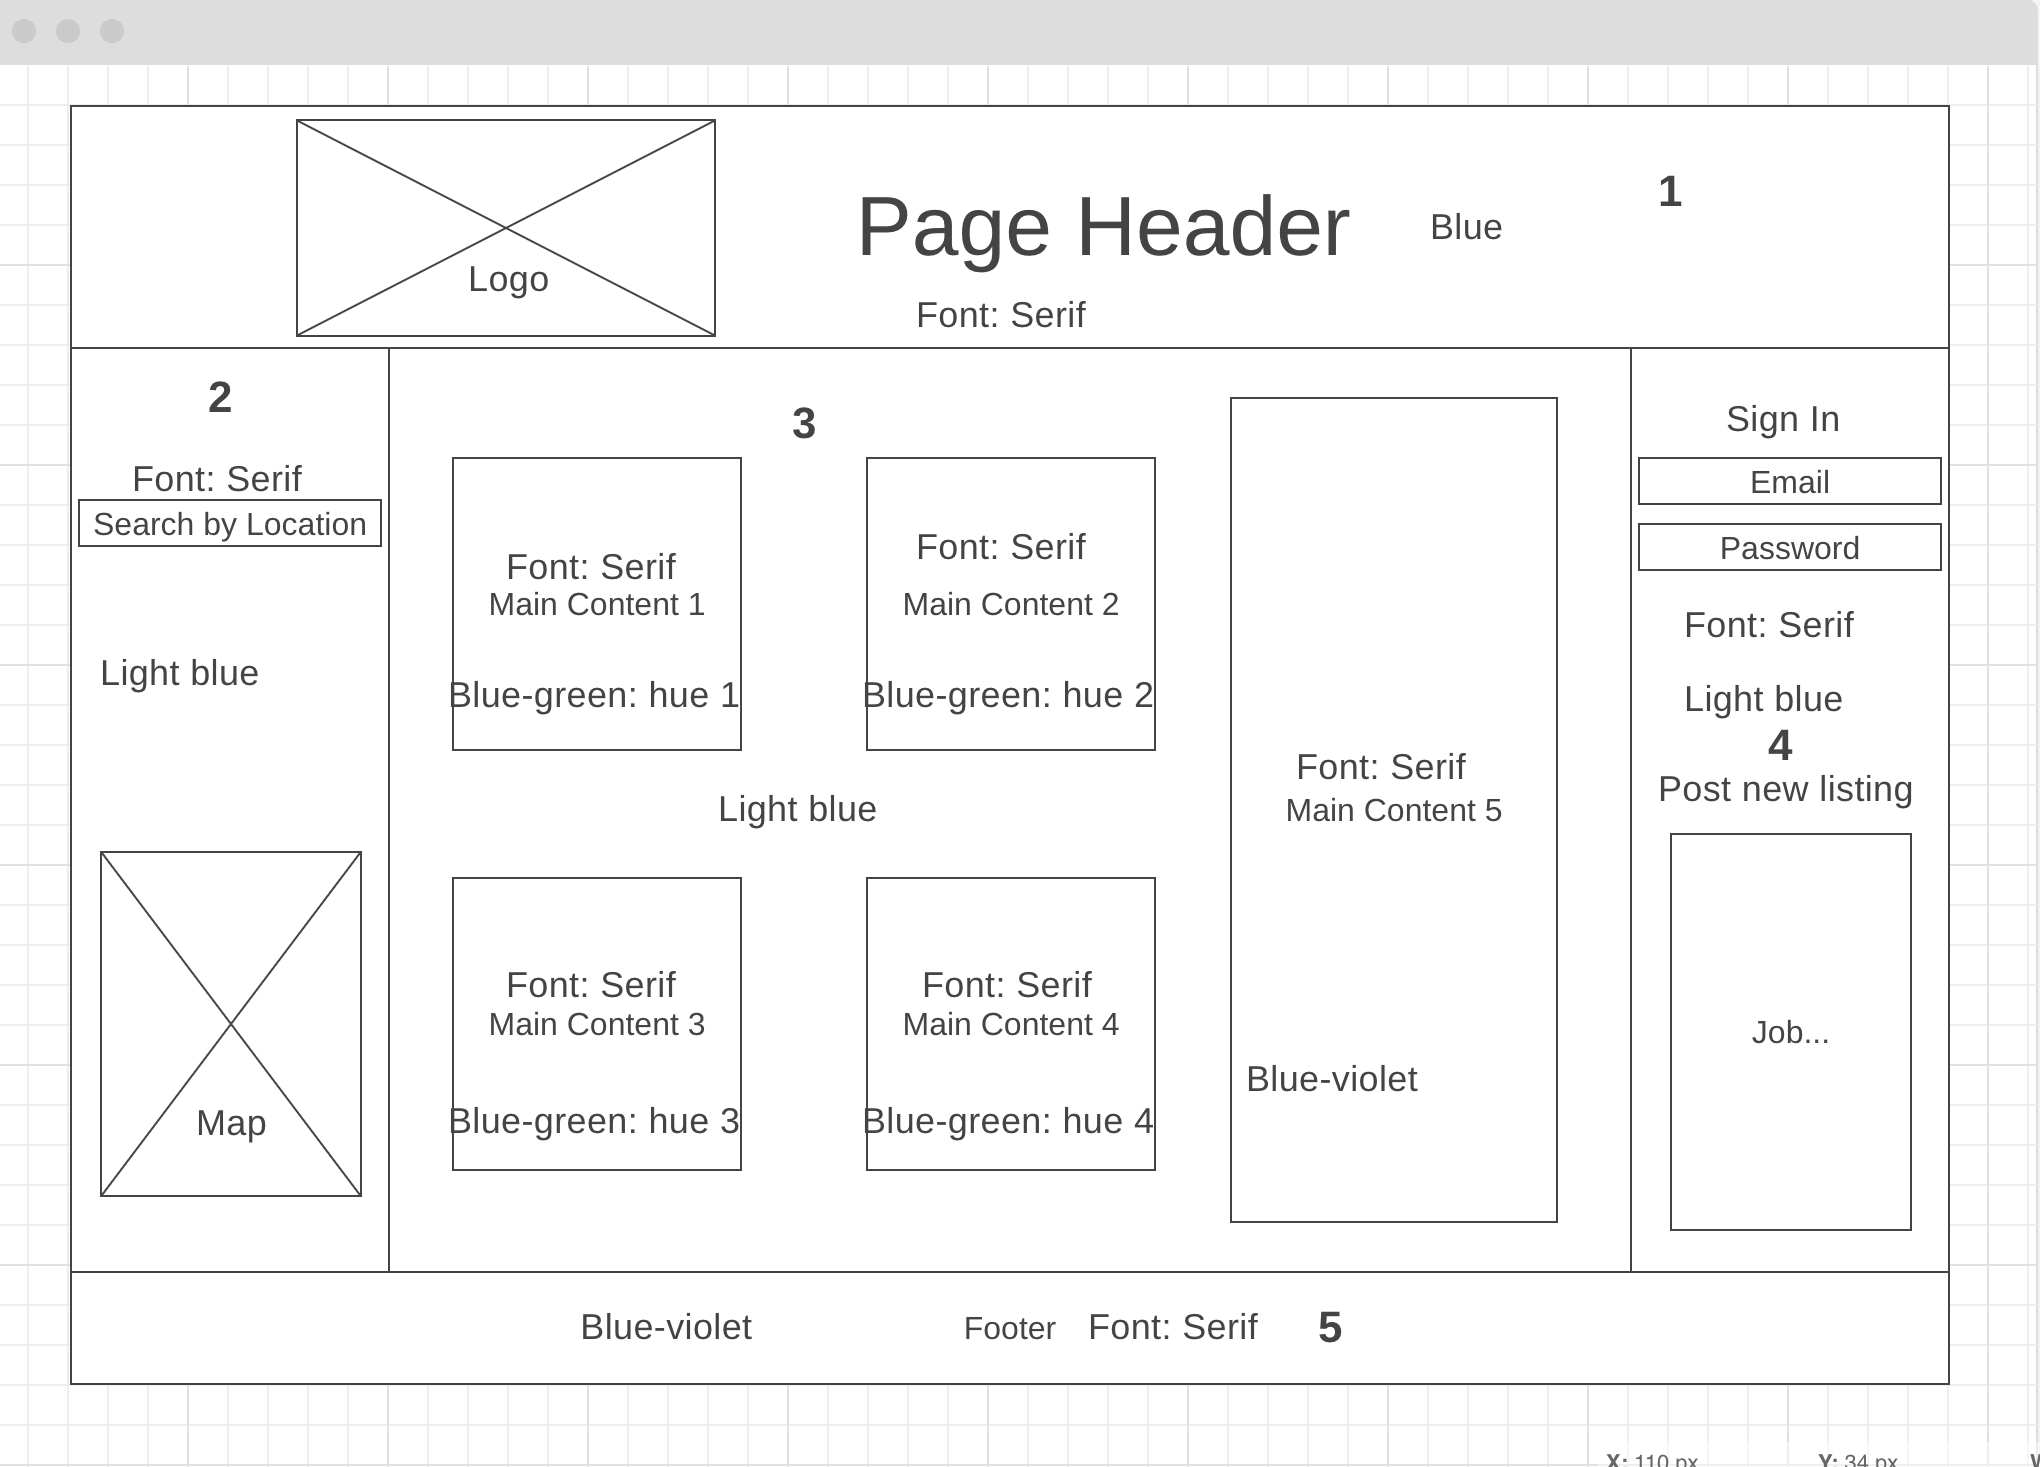 Logo
Page Header
Blue
1
Font: Serif
2
Font: Serif
Search by Location
Light blue
Map
3
Font: Serif
Main Content 1
Blue-green: hue 1
Font: Serif
Main Content 2
Blue-green: hue 2
Light blue
Font: Serif
Main Content 3
Blue-green: hue 3
Font: Serif
Main Content 4
Blue-green: hue 4
Font: Serif
Main Content 5
Blue-violet
Sign In
Email
Password
Font: Serif
Light blue
4
Post new listing
Job...
Blue-violet
Footer
Font: Serif
5
X: 110 px
Y: 34 px